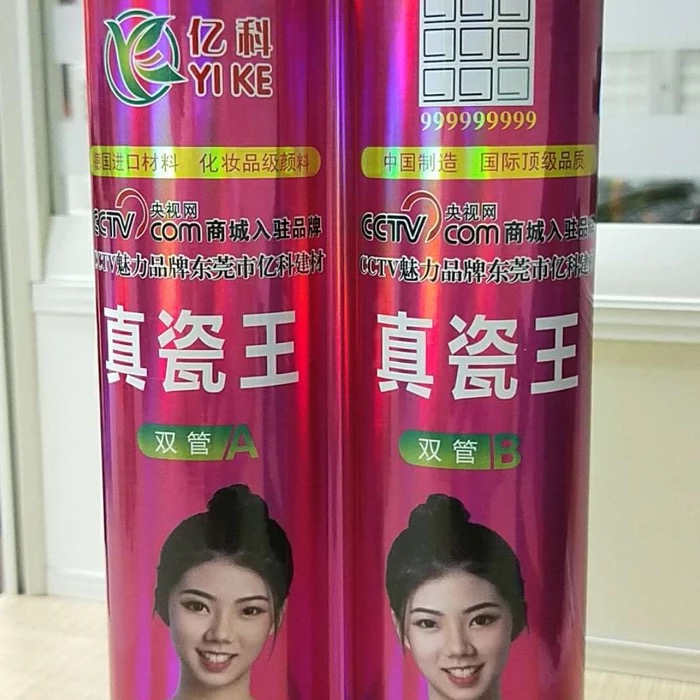 亿科
YI KE
999999999
国进口材料 化妆品级颜料
中国制造 国际顶级品质
CCTV 央视网
com 商城入驻品牌
CCTV 央视网
com 商城入驻品
CCTV魅力品牌东莞市亿科建材
CCTV魅力品牌东莞市亿科建
真瓷王
真瓷王
双管 A
双管 B